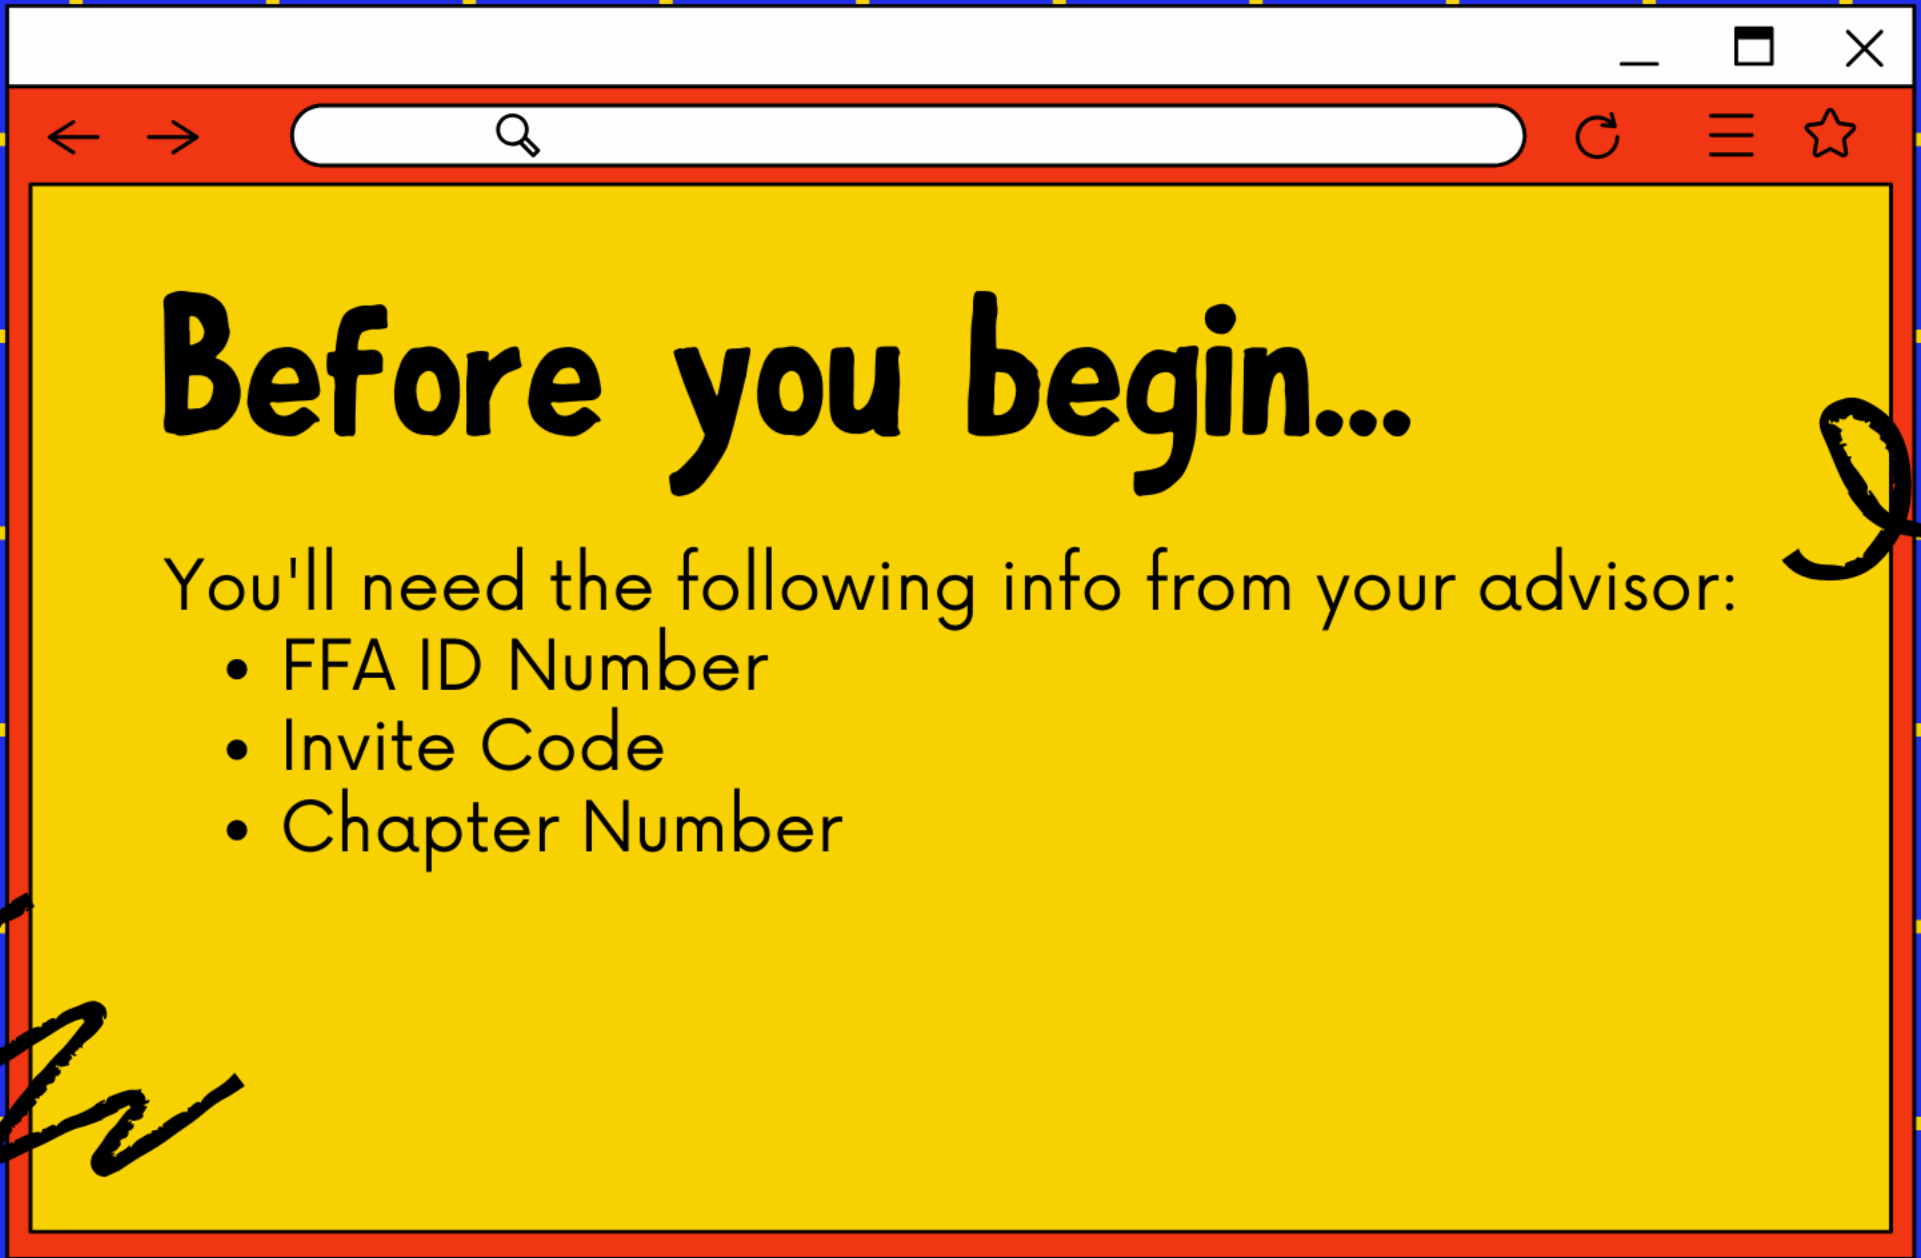 Before you begin...
You'll need the following info from your advisor:
• FFA ID Number
• Invite Code
• Chapter Number